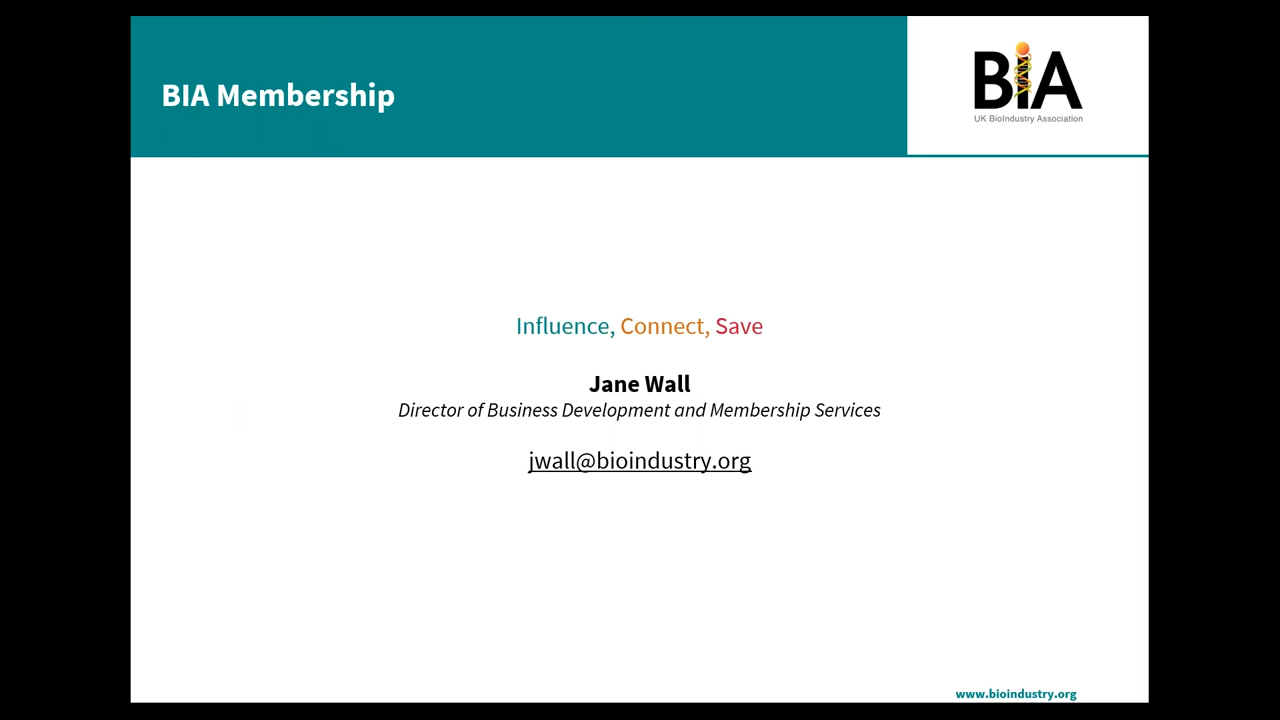 BIA Membership
BIA
UK BioIndustry Association
Influence, Connect, Save
Jane Wall
Director of Business Development and Membership Services
jwall@bioindustry.org
www.bioindustry.org